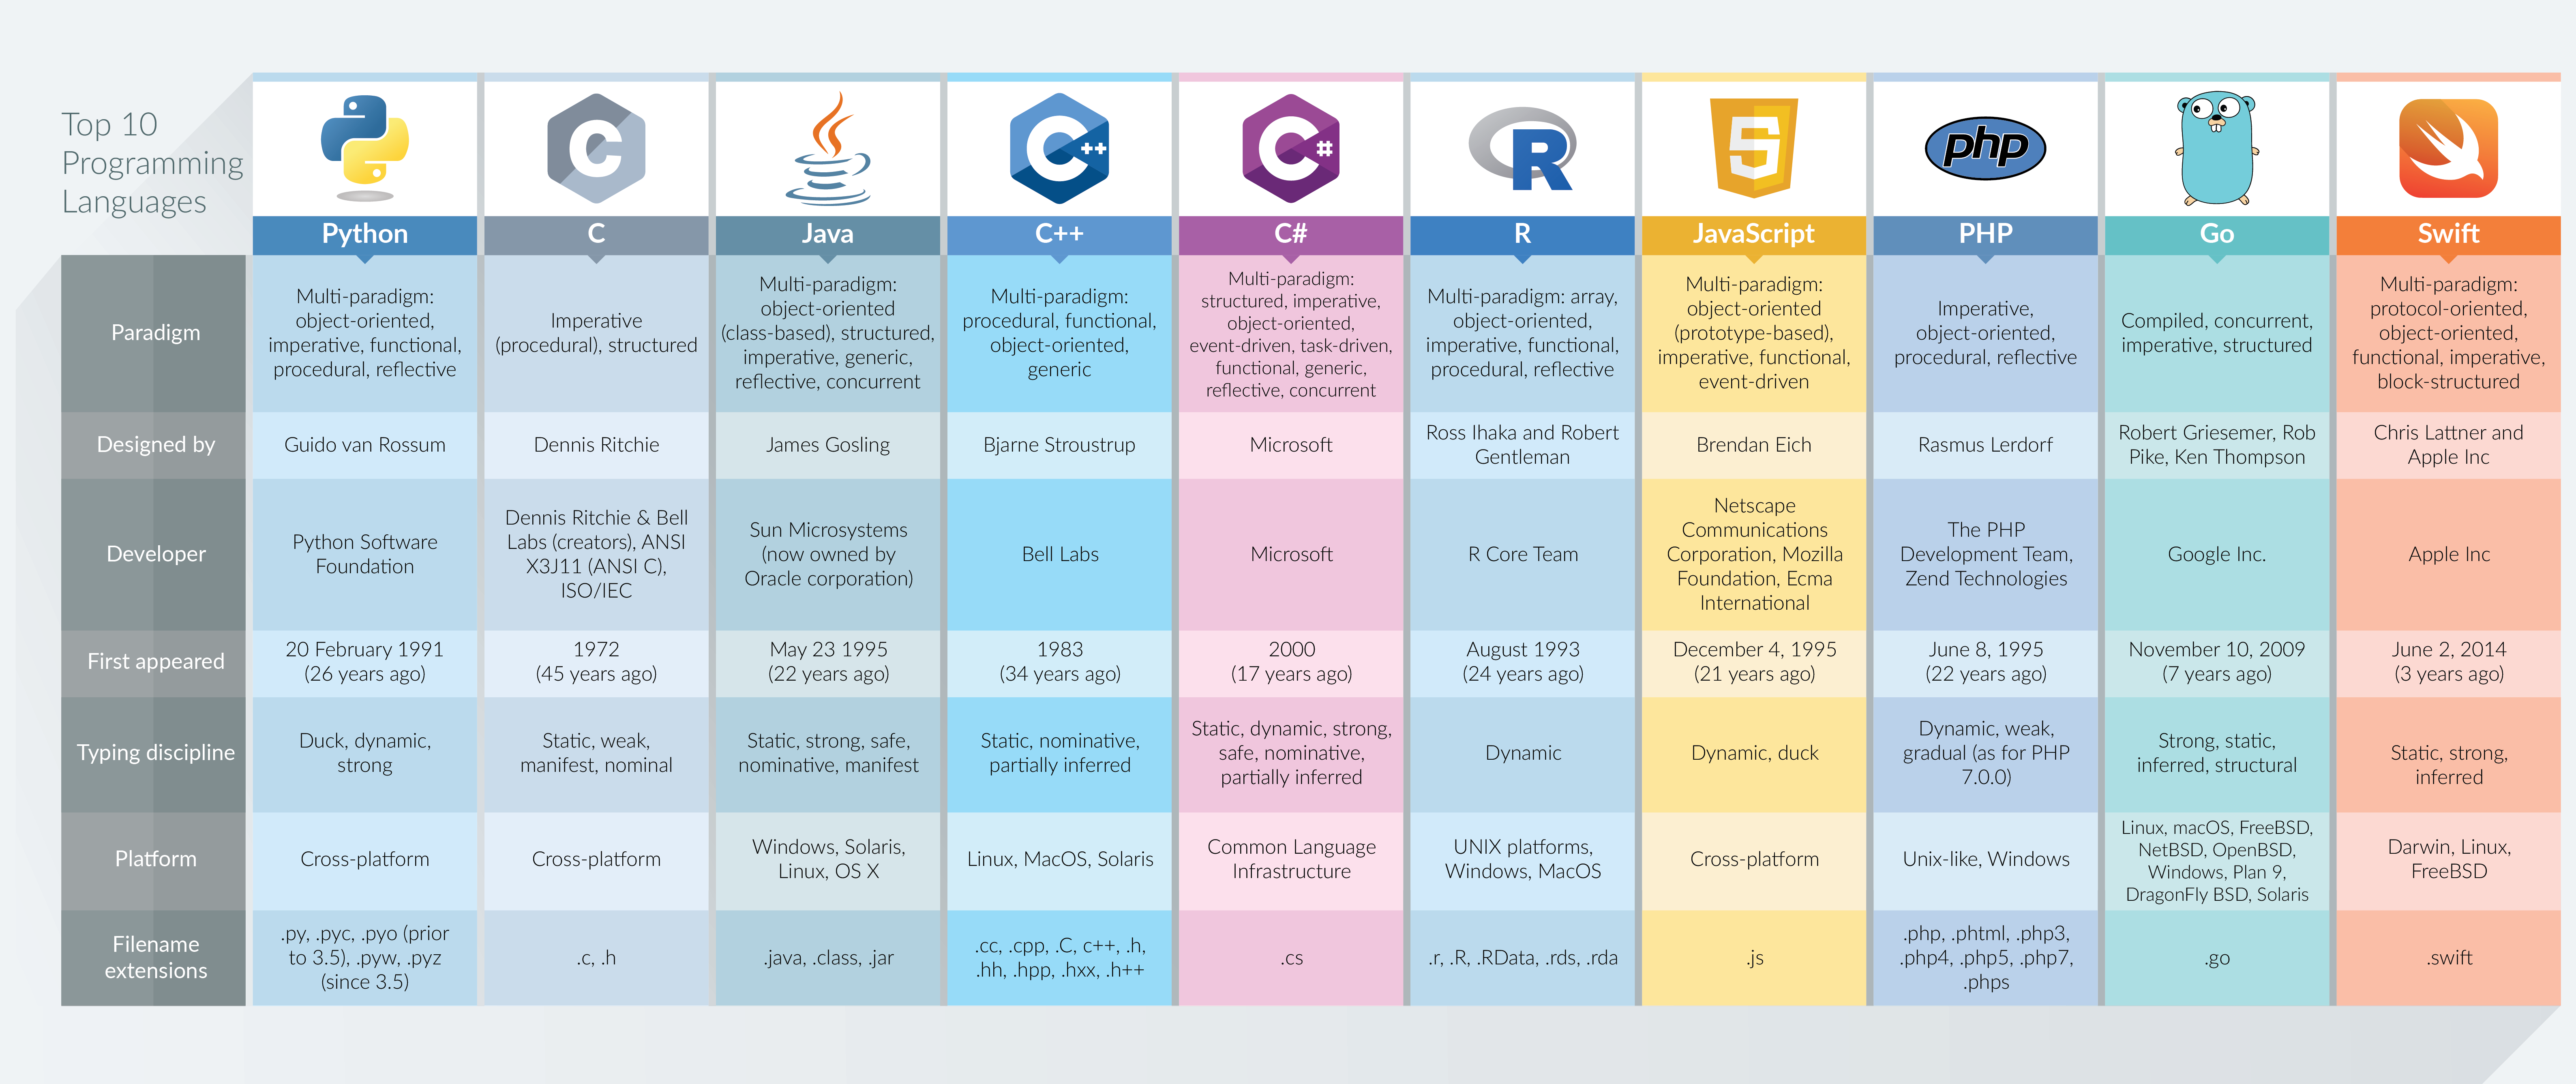 Top 10
Programming
Languages
C
C++
C#
R
5
php
Python
C
Java
C++
C#
R
JavaScript
PHP
Go
Swift
Paradigm
Multi-paradigm:
object-oriented,
imperative, functional,
procedural, reflective
Imperative
(procedural), structured
Multi-paradigm:
object-oriented
(class-based), structured,
imperative, generic,
reflective, concurrent
Multi-paradigm:
procedural, functional,
object-oriented,
generic
Multi-paradigm:
structured, imperative,
object-oriented,
event-driven, task-driven,
functional, generic,
reflective, concurrent
Multi-paradigm: array,
object-oriented,
imperative, functional,
procedural, reflective
Multi-paradigm:
object-oriented
(prototype-based),
imperative, functional,
event-driven
Imperative,
object-oriented,
procedural, reflective
Compiled, concurrent,
imperative, structured
Multi-paradigm:
protocol-oriented,
object-oriented,
functional, imperative,
block-structured
Designed by
Guido van Rossum
Dennis Ritchie
James Gosling
Bjarne Stroustrup
Microsoft
Ross Ihaka and Robert
Gentleman
Brendan Eich
Rasmus Lerdorf
Robert Griesemer, Rob
Pike, Ken Thompson
Chris Lattner and
Apple Inc
Developer
Python Software
Foundation
Dennis Ritchie & Bell
Labs (creators), ANSI
X3J11 (ANSI C),
ISO/IEC
Sun Microsystems
(now owned by
Oracle corporation)
Bell Labs
Microsoft
R Core Team
Netscape
Communications
Corporation, Mozilla
Foundation, Ecma
International
The PHP
Development Team,
Zend Technologies
Google Inc.
Apple Inc
First appeared
20 February 1991
(26 years ago)
1972
(45 years ago)
May 23 1995
(22 years ago)
1983
(34 years ago)
2000
(17 years ago)
August 1993
(24 years ago)
December 4, 1995
(21 years ago)
June 8, 1995
(22 years ago)
November 10, 2009
(7 years ago)
June 2, 2014
(3 years ago)
Typing discipline
Duck, dynamic,
strong
Static, weak,
manifest, nominal
Static, strong, safe,
nominative, manifest
Static, nominative,
partially inferred
Static, dynamic, strong,
safe, nominative,
partially inferred
Dynamic
Dynamic, duck
Dynamic, weak,
gradual (as for PHP
7.0.0)
Strong, static,
inferred, structural
Static, strong,
inferred
Platform
Cross-platform
Cross-platform
Windows, Solaris,
Linux, OS X
Linux, MacOS, Solaris
Common Language
Infrastructure
UNIX platforms,
Windows, MacOS
Cross-platform
Unix-like, Windows
Linux, macOS, FreeBSD,
NetBSD, OpenBSD,
Windows, Plan 9,
DragonFly BSD, Solaris
Darwin, Linux,
FreeBSD
Filename
extensions
.py, .pyc, .pyo (prior
to 3.5), .pyw, .pyz
(since 3.5)
.c, .h
.java, .class, .jar
.cc, .cpp, .C, c++, .h,
.hh, .hpp, .hxx, .h++
.cs
.r, .R, .RData, .rds, .rda
.js
.php, .phtml, .php3,
.php4, .php5, .php7,
.phps
.go
.swift